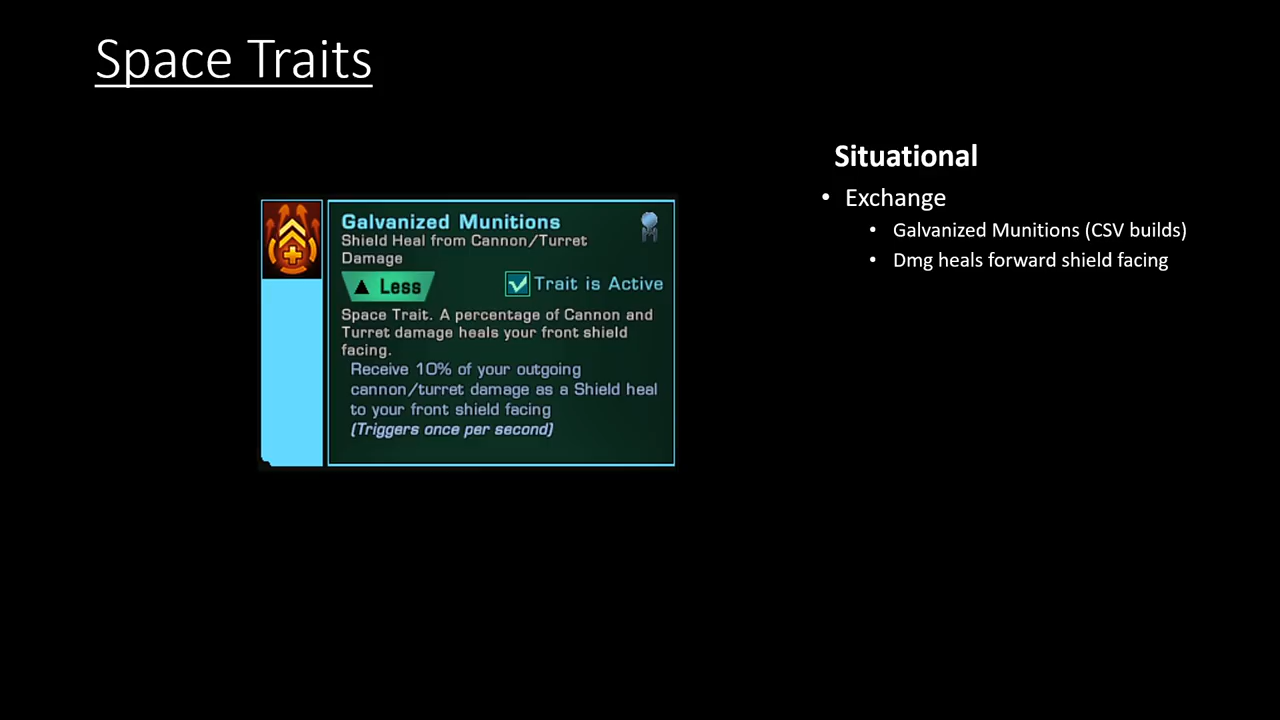 Space Traits
Situational
• Exchange
• Galvanized Munitions (CSV builds)
• Dmg heals forward shield facing
Galvanized Munitions
Shield Heal from Cannon/Turret
Damage
▲ Less
Trait is Active
Space Trait. A percentage of Cannon and
Turret damage heals your front shield
facing.
Receive 10% of your outgoing
cannon/turret damage as a Shield heal
to your front shield facing
(Triggers once per second)